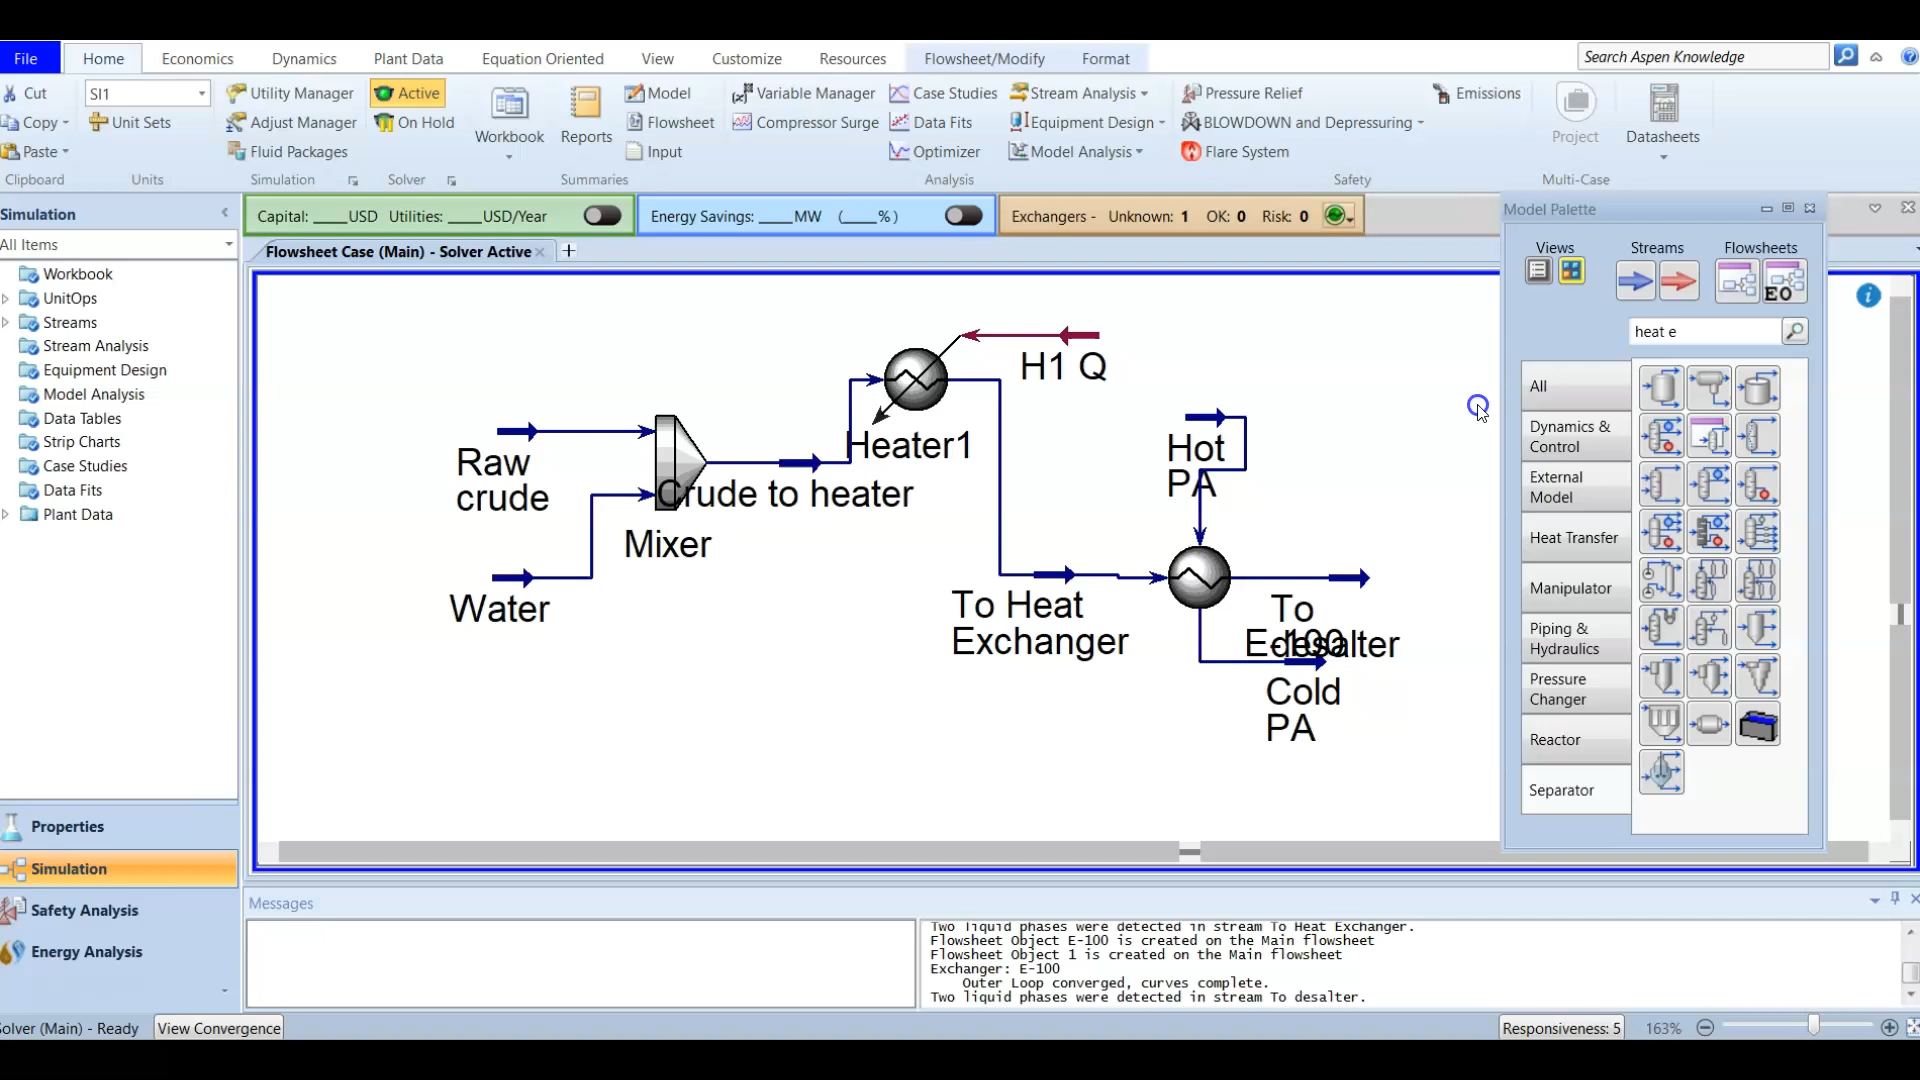 File Home Economics Dynamics Plant Data Equation Oriented View Customize Resources Flowsheet/Modify Format Search Aspen Knowledge
Cut SI1 Utility Manager Active Model Variable Manager Case Studies Stream Analysis Pressure Relief Emissions
Copy Unit Sets Adjust Manager On Hold Workbook Reports Flowsheet Compressor Surge Data Fits Equipment Design BLOWDOWN and Depressuring Project Datasheets
Paste Fluid Packages Input Optimizer Model Analysis Flare System
Clipboard Units Simulation Solver Summaries Analysis Safety Multi-Case
Simulation
All Items
Workbook
UnitOps
Streams
Stream Analysis
Equipment Design
Model Analysis
Data Tables
Strip Charts
Case Studies
Data Fits
Plant Data
Properties
Simulation
Safety Analysis
Energy Analysis
Capital: ____USD Utilities: ____USD/Year Energy Savings: ____MW (____%) Exchangers - Unknown: 1 OK: 0 Risk: 0
Flowsheet Case (Main) - Solver Active
H1 Q
Heater1
Raw
crude
Crude to heater
Mixer
Water
Hot
PA
To Heat
Exchanger
To
desalter
E-100
Cold
PA
Model Palette
Views Streams Flowsheets
EO
heat e
All
Dynamics &
Control
External
Model
Heat Transfer
Manipulator
Piping &
Hydraulics
Pressure
Changer
Reactor
Separator
Messages
Two liquid phases were detected in stream To Heat Exchanger.
Flowsheet Object E-100 is created on the Main flowsheet
Flowsheet Object 1 is created on the Main flowsheet
Exchanger: E-100
Outer Loop converged, curves complete.
Two liquid phases were detected in stream To desalter.
Solver (Main) - Ready View Convergence Responsiveness: 5 163%